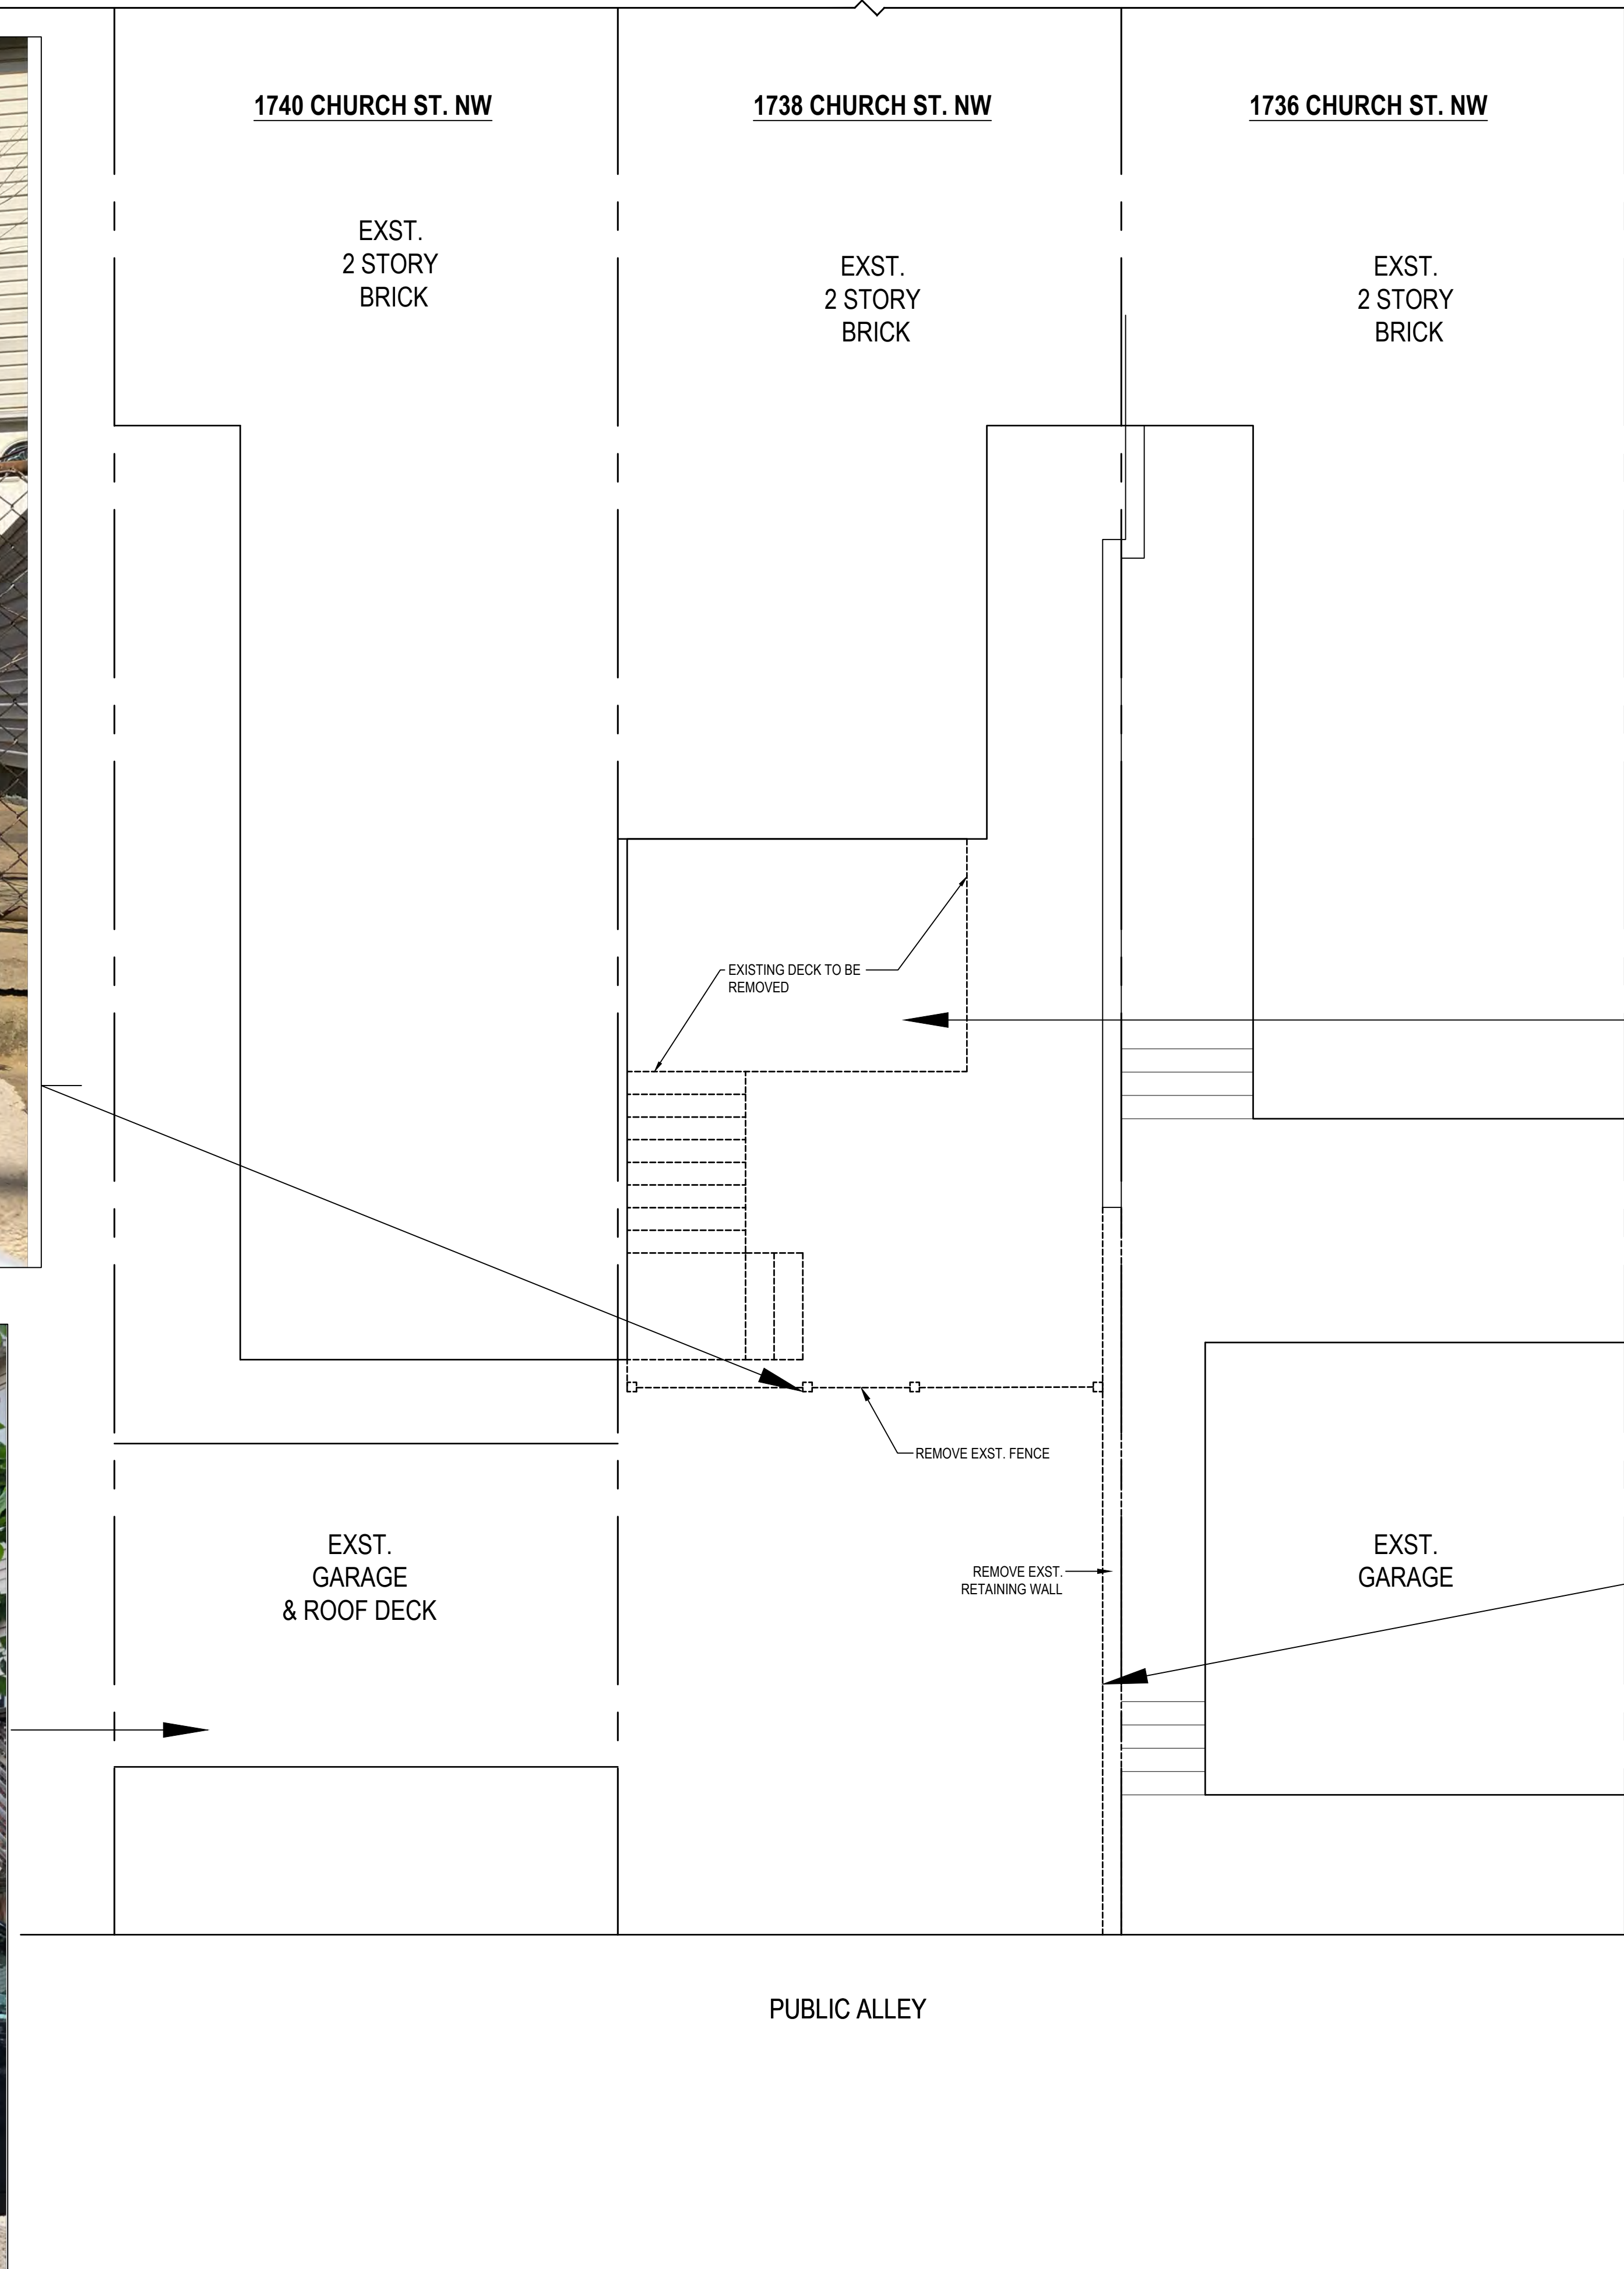 1740 CHURCH ST. NW
1738 CHURCH ST. NW
1736 CHURCH ST. NW
EXST.
2 STORY
BRICK
EXST.
2 STORY
BRICK
EXST.
2 STORY
BRICK
EXISTING DECK TO BE
REMOVED
REMOVE EXST. FENCE
EXST.
GARAGE
& ROOF DECK
REMOVE EXST.
RETAINING WALL
EXST.
GARAGE
PUBLIC ALLEY